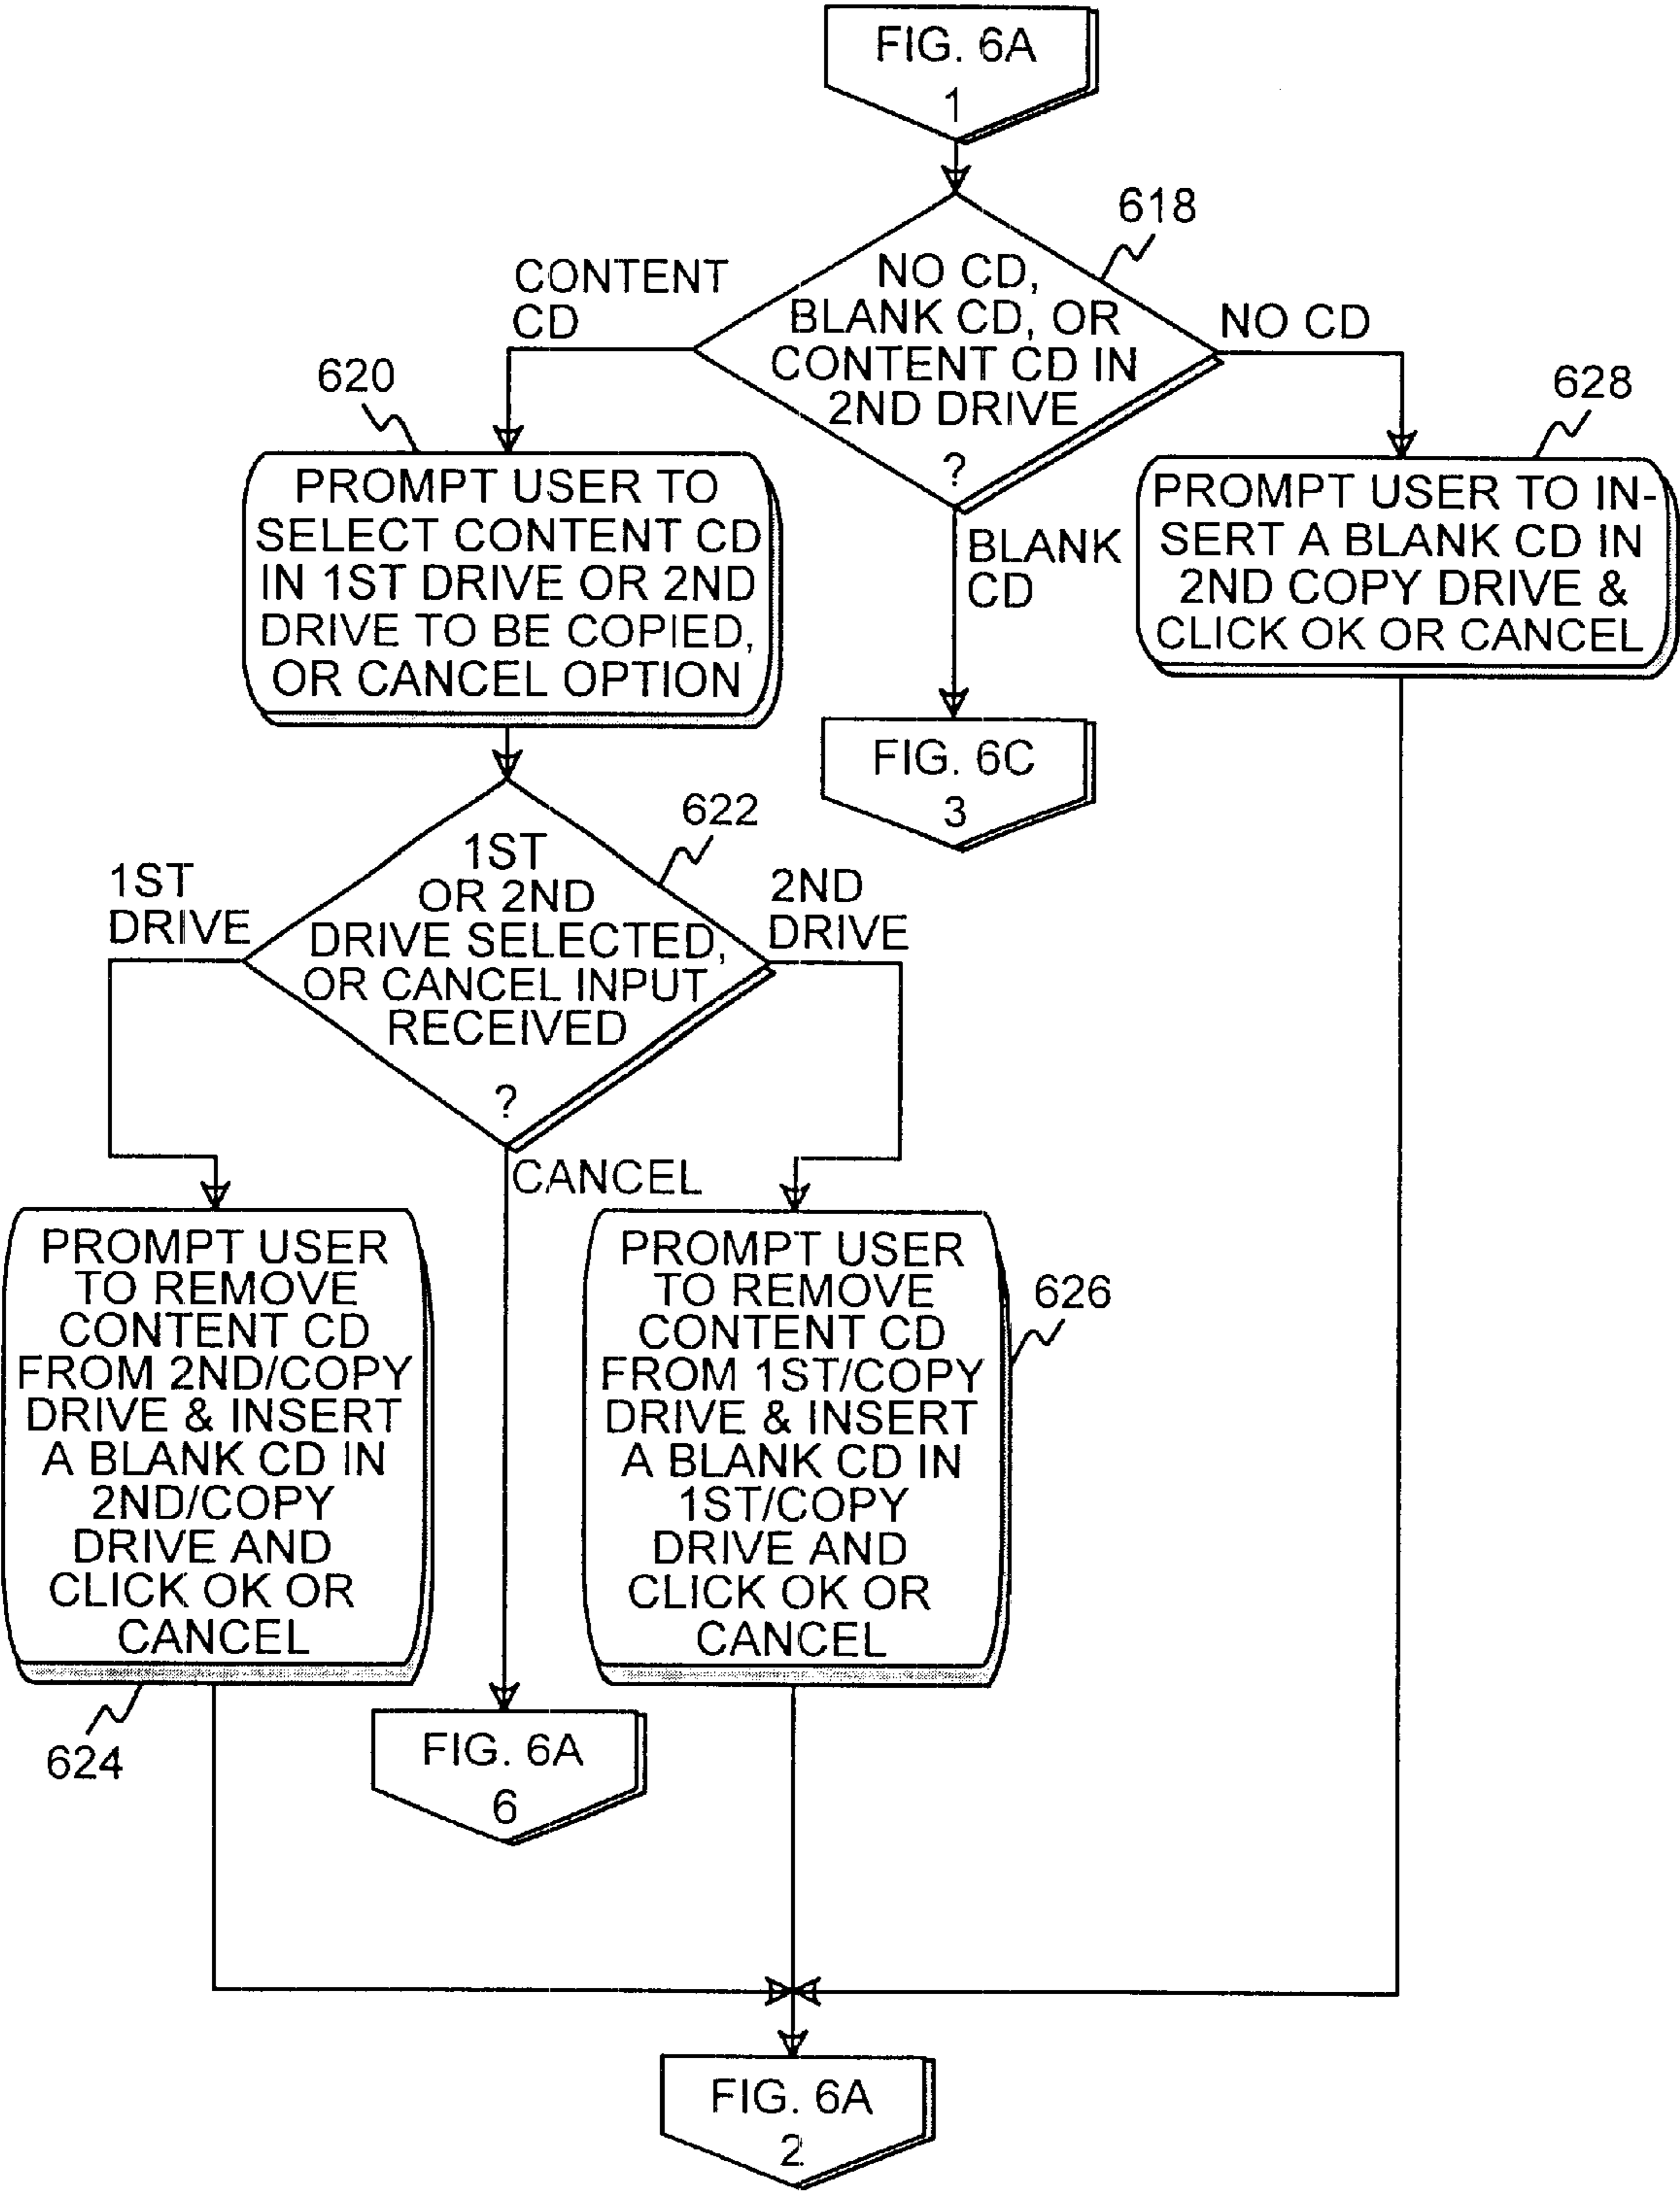 FIG. 6A
1
618
NO CD,
BLANK CD, OR
CONTENT CD IN
2ND DRIVE
?
CONTENT
CD
NO CD
BLANK
CD
620
PROMPT USER TO
SELECT CONTENT CD
IN 1ST DRIVE OR 2ND
DRIVE TO BE COPIED,
OR CANCEL OPTION
628
PROMPT USER TO IN-
SERT A BLANK CD IN
2ND COPY DRIVE &
CLICK OK OR CANCEL
FIG. 6C
3
622
1ST
OR 2ND
DRIVE SELECTED,
OR CANCEL INPUT
RECEIVED
?
1ST
DRIVE
2ND
DRIVE
CANCEL
PROMPT USER
TO REMOVE
CONTENT CD
FROM 2ND/COPY
DRIVE & INSERT
A BLANK CD IN
2ND/COPY
DRIVE AND
CLICK OK OR
CANCEL
624
PROMPT USER
TO REMOVE
CONTENT CD
FROM 1ST/COPY
DRIVE & INSERT
A BLANK CD IN
1ST/COPY
DRIVE AND
CLICK OK OR
CANCEL
626
FIG. 6A
6
FIG. 6A
2